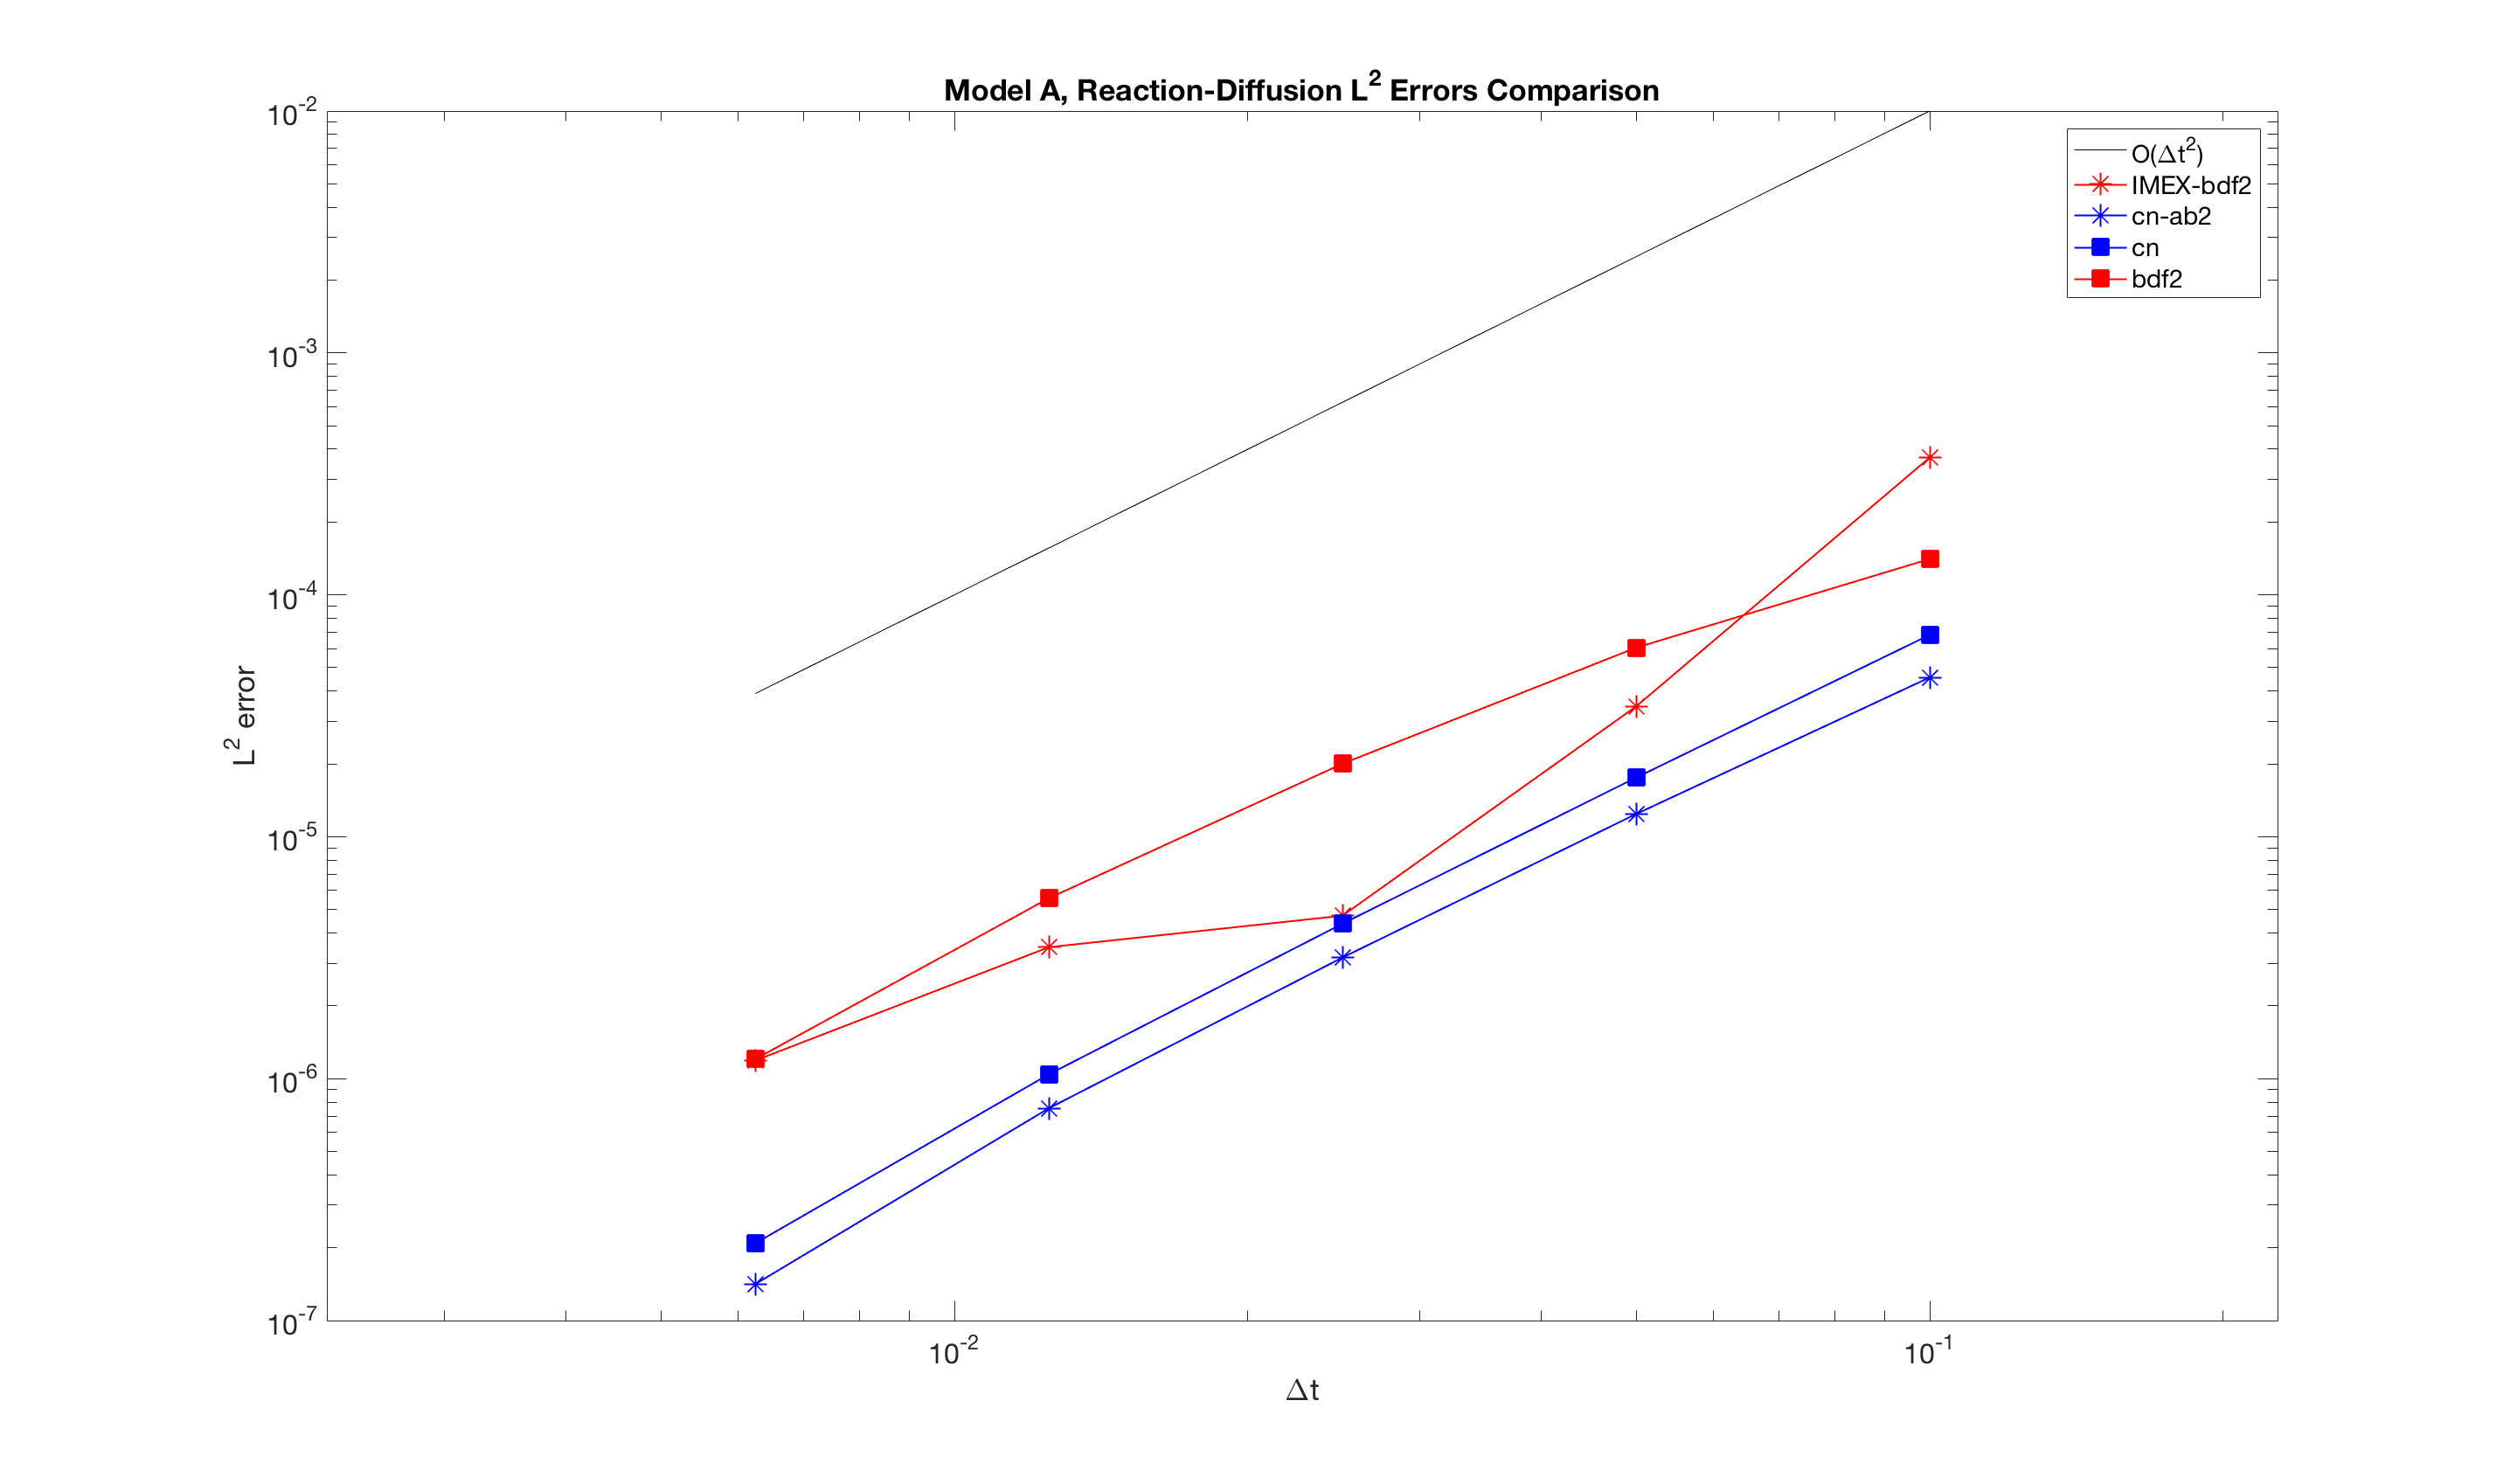 Model A, Reaction-Diffusion L² Errors Comparison
10⁻²
10⁻³
10⁻⁴
10⁻⁵
10⁻⁶
10⁻⁷
L² error
O(Δt²)
IMEX-bdf2
cn-ab2
cn
bdf2
10⁻² 10⁻¹
Δt